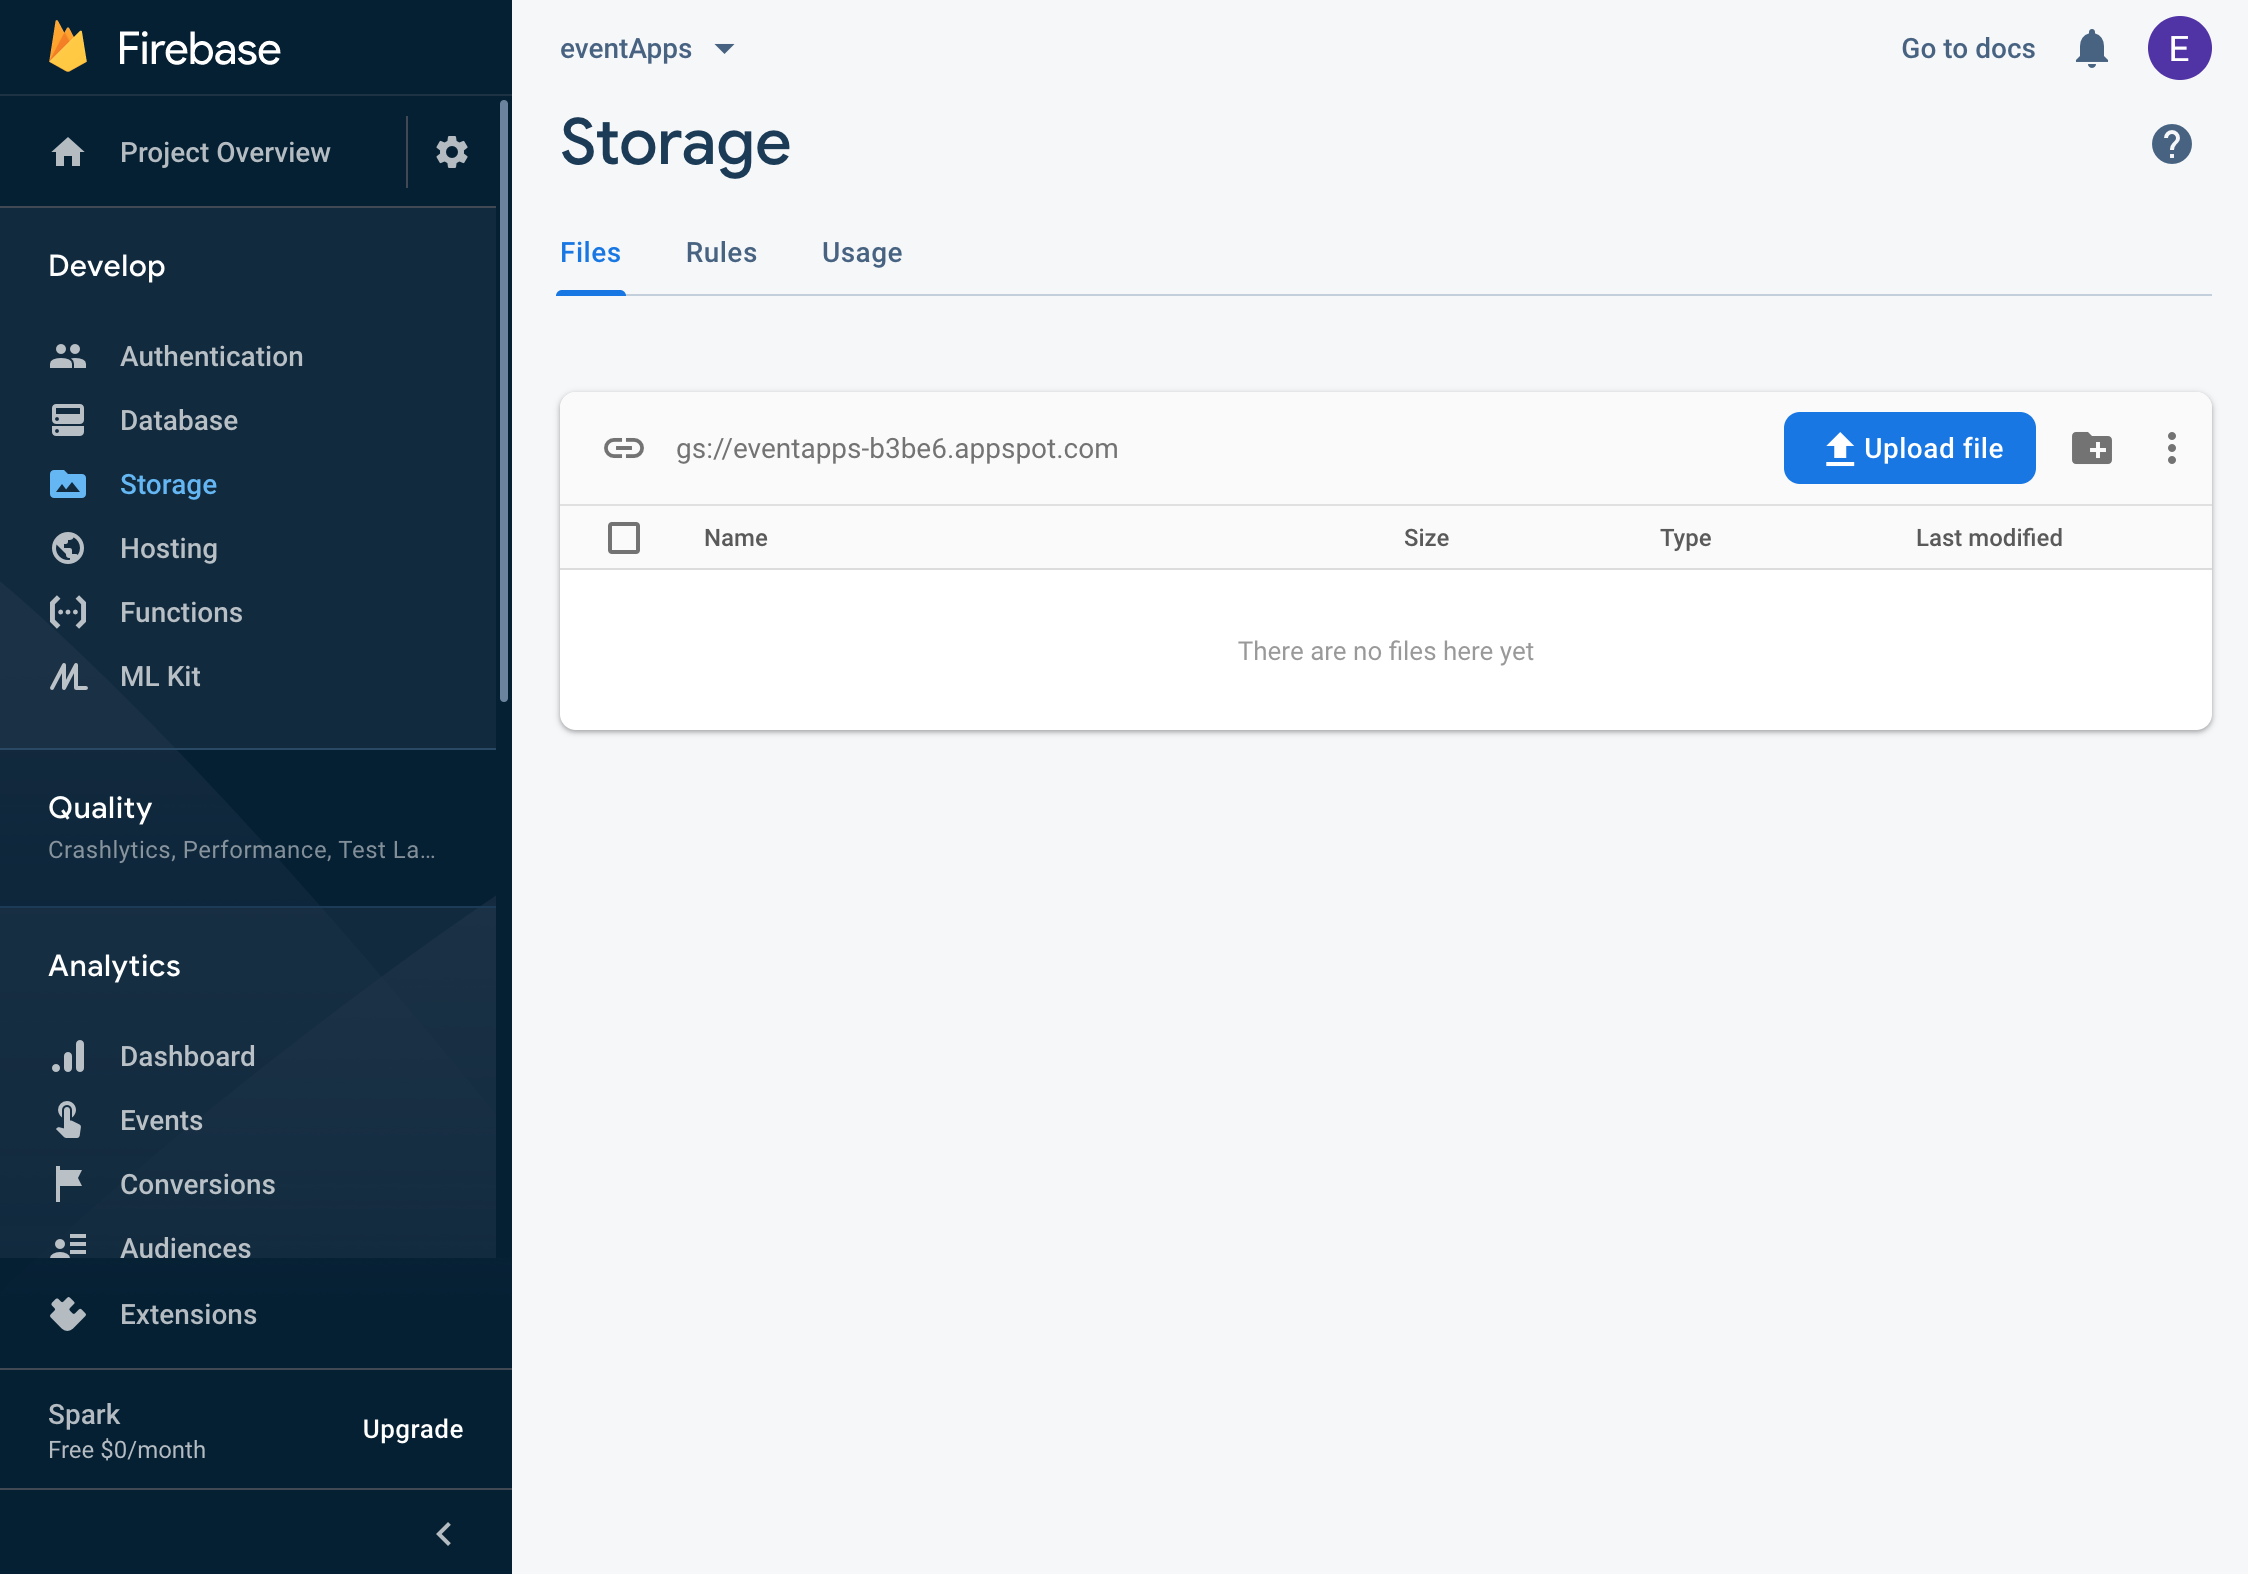 Firebase
Project Overview
Develop
Authentication
Database
Storage
Hosting
Functions
ML Kit
Quality
Crashlytics, Performance, Test La...
Analytics
Dashboard
Events
Conversions
Audiences
Extensions
Spark
Free $0/month
Upgrade
eventApps
Go to docs
E
Storage
?
Files Rules Usage
gs://eventapps-b3be6.appspot.com
Upload file
Name Size Type Last modified
There are no files here yet